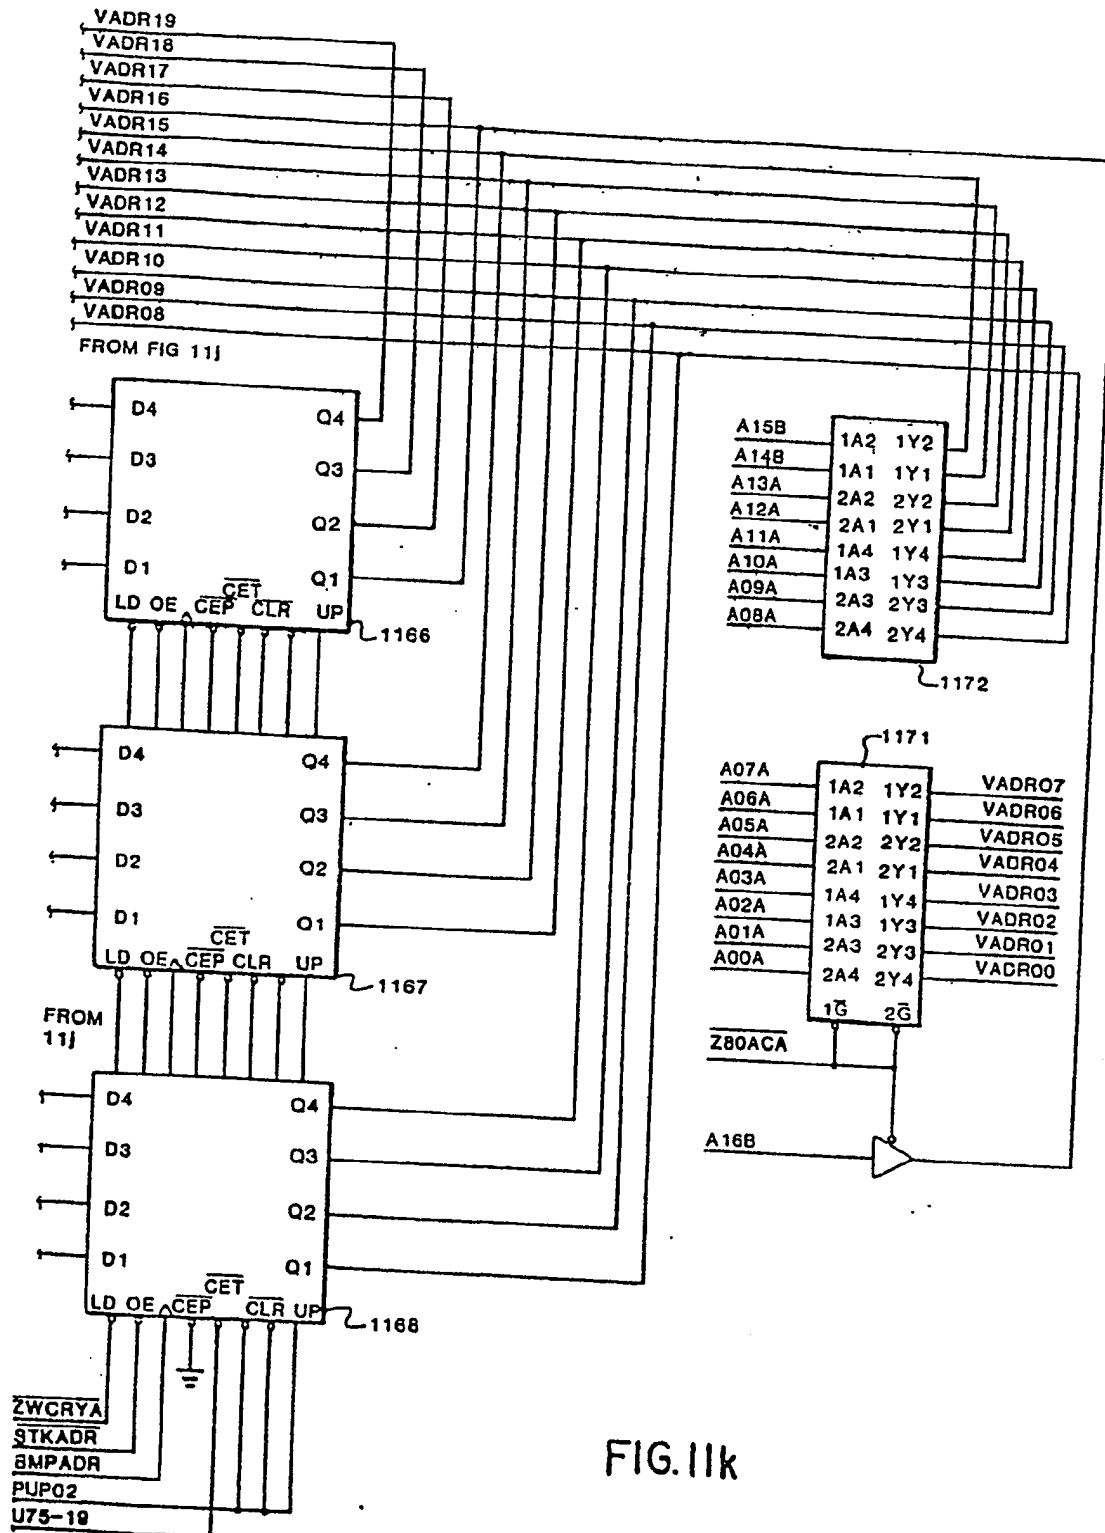 VADR19
VADR18
VADR17
VADR16
VADR15
VADR14
VADR13
VADR12
VADR11
VADR10
VADR09
VADR08
FROM FIG 11j
D4 Q4
D3 Q3
D2 Q2
D1 Q1
CET
LD OE CEP CLR UP
1166
A15B 1A2 1Y2
A14B 1A1 1Y1
A13A 2A2 2Y2
A12A 2A1 2Y1
A11A 1A4 1Y4
A10A 1A3 1Y3
A09A 2A3 2Y3
A08A 2A4 2Y4
1172
D4 Q4
D3 Q3
D2 Q2
D1 Q1
CET
LD OE CEP CLR UP
1167
1171
A07A 1A2 1Y2 VADR07
A06A 1A1 1Y1 VADR06
A05A 2A2 2Y2 VADR05
A04A 2A1 2Y1 VADR04
A03A 1A4 1Y4 VADR03
A02A 1A3 1Y3 VADR02
A01A 2A3 2Y3 VADR01
A00A 2A4 2Y4 VADR00
1G 2G
Z80ACA
A16B
FROM
11j
D4 Q4
D3 Q3
D2 Q2
D1 Q1
CET
LD OE CEP CLR UP
1168
ZWCRYA
STKADR
BMPADR
PUP02
U75-19
FIG.11k